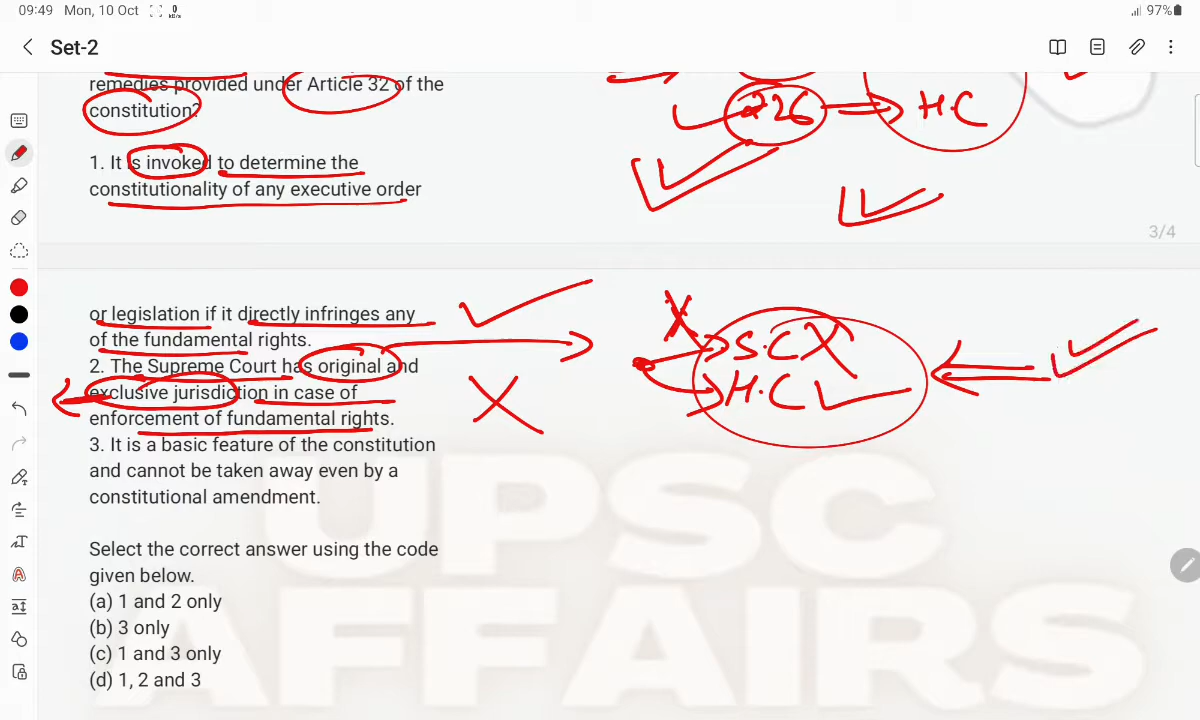 09:49 Mon, 10 Oct
97%
Set-2
remedies provided under Article 32 of the
constitution?
226 H.C
1. It is invoked to determine the
constitutionality of any executive order
3/4
or legislation if it directly infringes any
of the fundamental rights.
S.C
2. The Supreme Court has original and
exclusive jurisdiction in case of
H.C
enforcement of fundamental rights.
3. It is a basic feature of the constitution
and cannot be taken away even by a
constitutional amendment.
Select the correct answer using the code
given below.
(a) 1 and 2 only
(b) 3 only
(c) 1 and 3 only
(d) 1, 2 and 3
UPSC
AFFAIRS